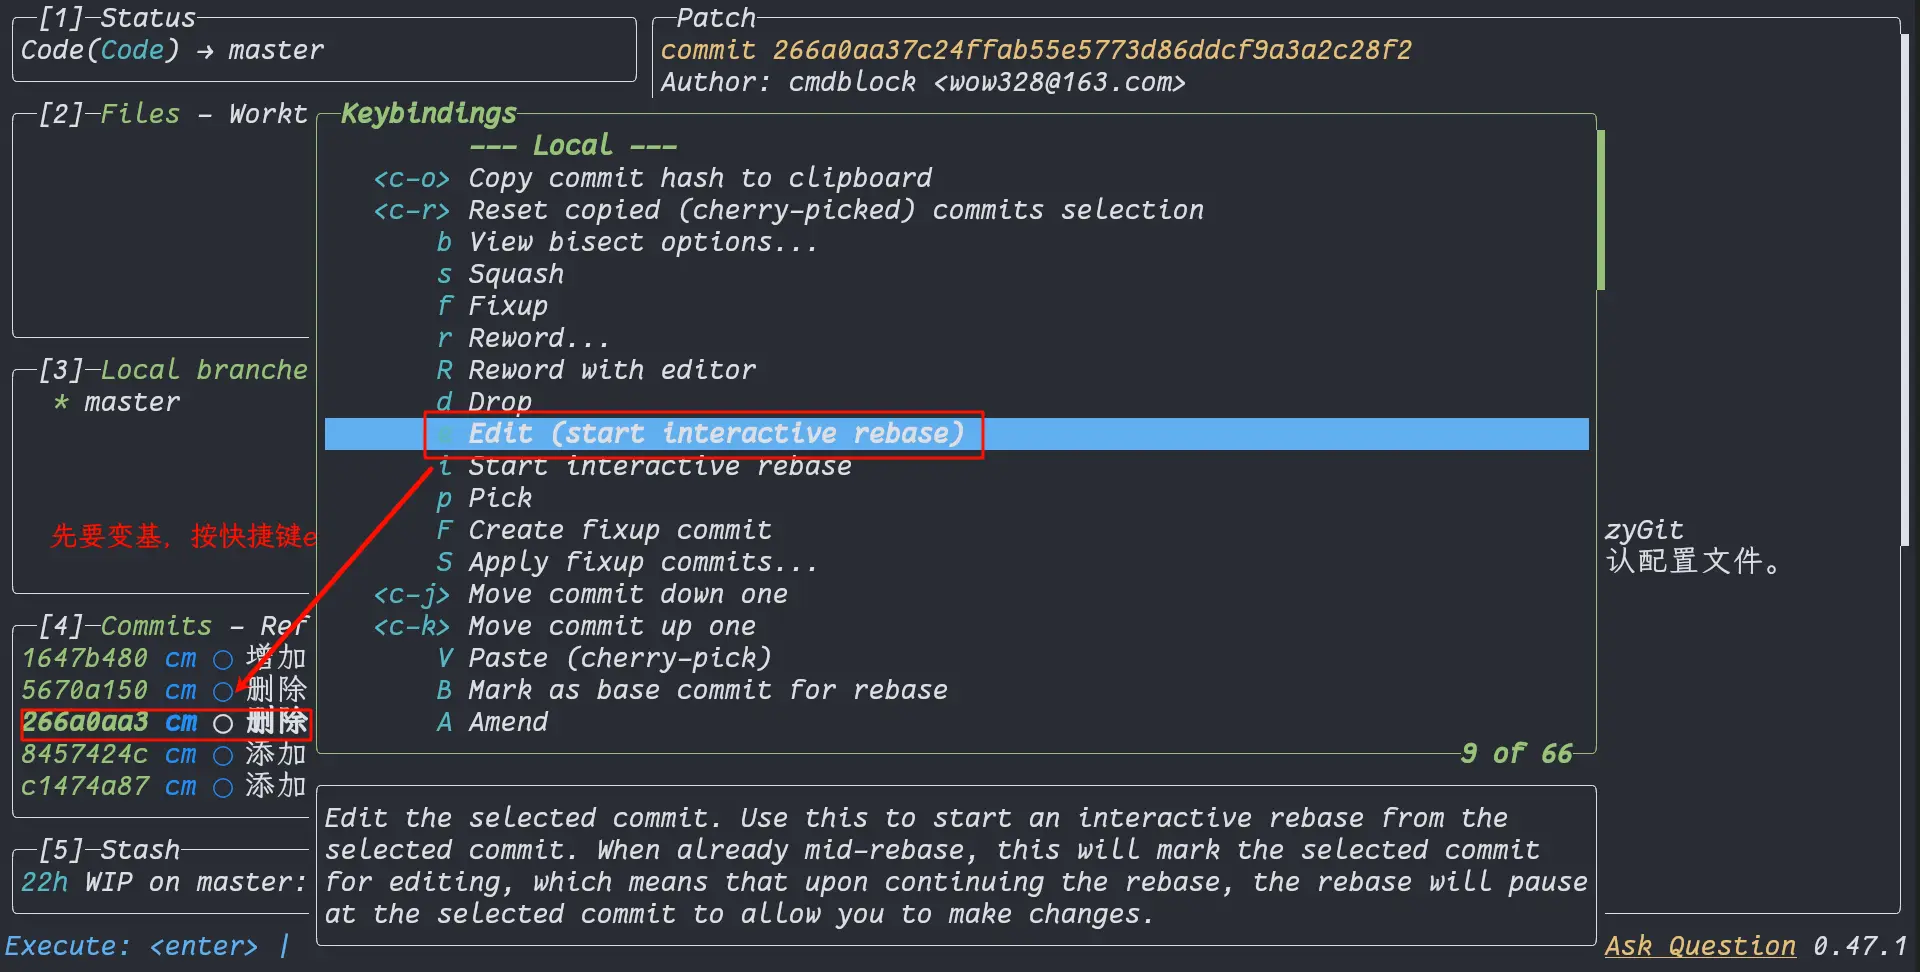 [1] Status
Code(Code) → master
Patch
commit 266a0aa37c24ffab55e5773d86ddcf9a3a2c28f2
Author: cmdblock <wow328@163.com>
[2] Files - Workt
Keybindings
--- Local ---
<c-o> Copy commit hash to clipboard
<c-r> Reset copied (cherry-picked) commits selection
b View bisect options...
s Squash
f Fixup
r Reword...
R Reword with editor
d Drop
Edit (start interactive rebase)
i Start interactive rebase
p Pick
F Create fixup commit
S Apply fixup commits...
<c-j> Move commit down one
<c-k> Move commit up one
V Paste (cherry-pick)
B Mark as base commit for rebase
A Amend
9 of 66
[3] Local branche
* master
先要变基，按快捷键e
zyGit
认配置文件。
[4] Commits - Ref
1647b480 cm ○ 增加
5670a150 cm ○ 删除
266a0aa3 cm ○ 删除
8457424c cm ○ 添加
c1474a87 cm ○ 添加
[5] Stash
22h WIP on master:
Edit the selected commit. Use this to start an interactive rebase from the
selected commit. When already mid-rebase, this will mark the selected commit
for editing, which means that upon continuing the rebase, the rebase will pause
at the selected commit to allow you to make changes.
Execute: <enter> |
Ask Question 0.47.1